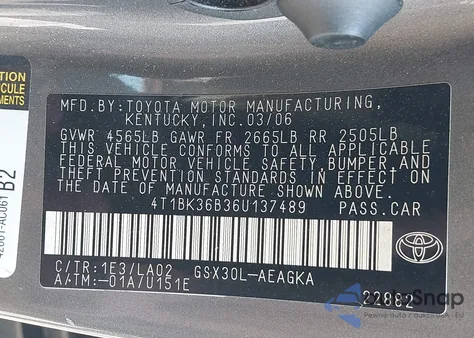 MFD. BY: TOYOTA MOTOR MANUFACTURING,
KENTUCKY, INC. 03/06
GVWR 4565LB GAWR FR 2665LB RR 2505LB
THIS VEHICLE CONFORMS TO ALL APPLICABLE
FEDERAL MOTOR VEHICLE SAFETY, BUMPER, AND
THEFT PREVENTION STANDARDS IN EFFECT ON
THE DATE OF MANUFACTURE SHOWN ABOVE.
4T1BK36B36U137489 PASS. CAR
C/TR: 1E3/LA02 GSX30L-AEAGKA
A/TM: -01A/U151E
22882
TOYOTA
B2